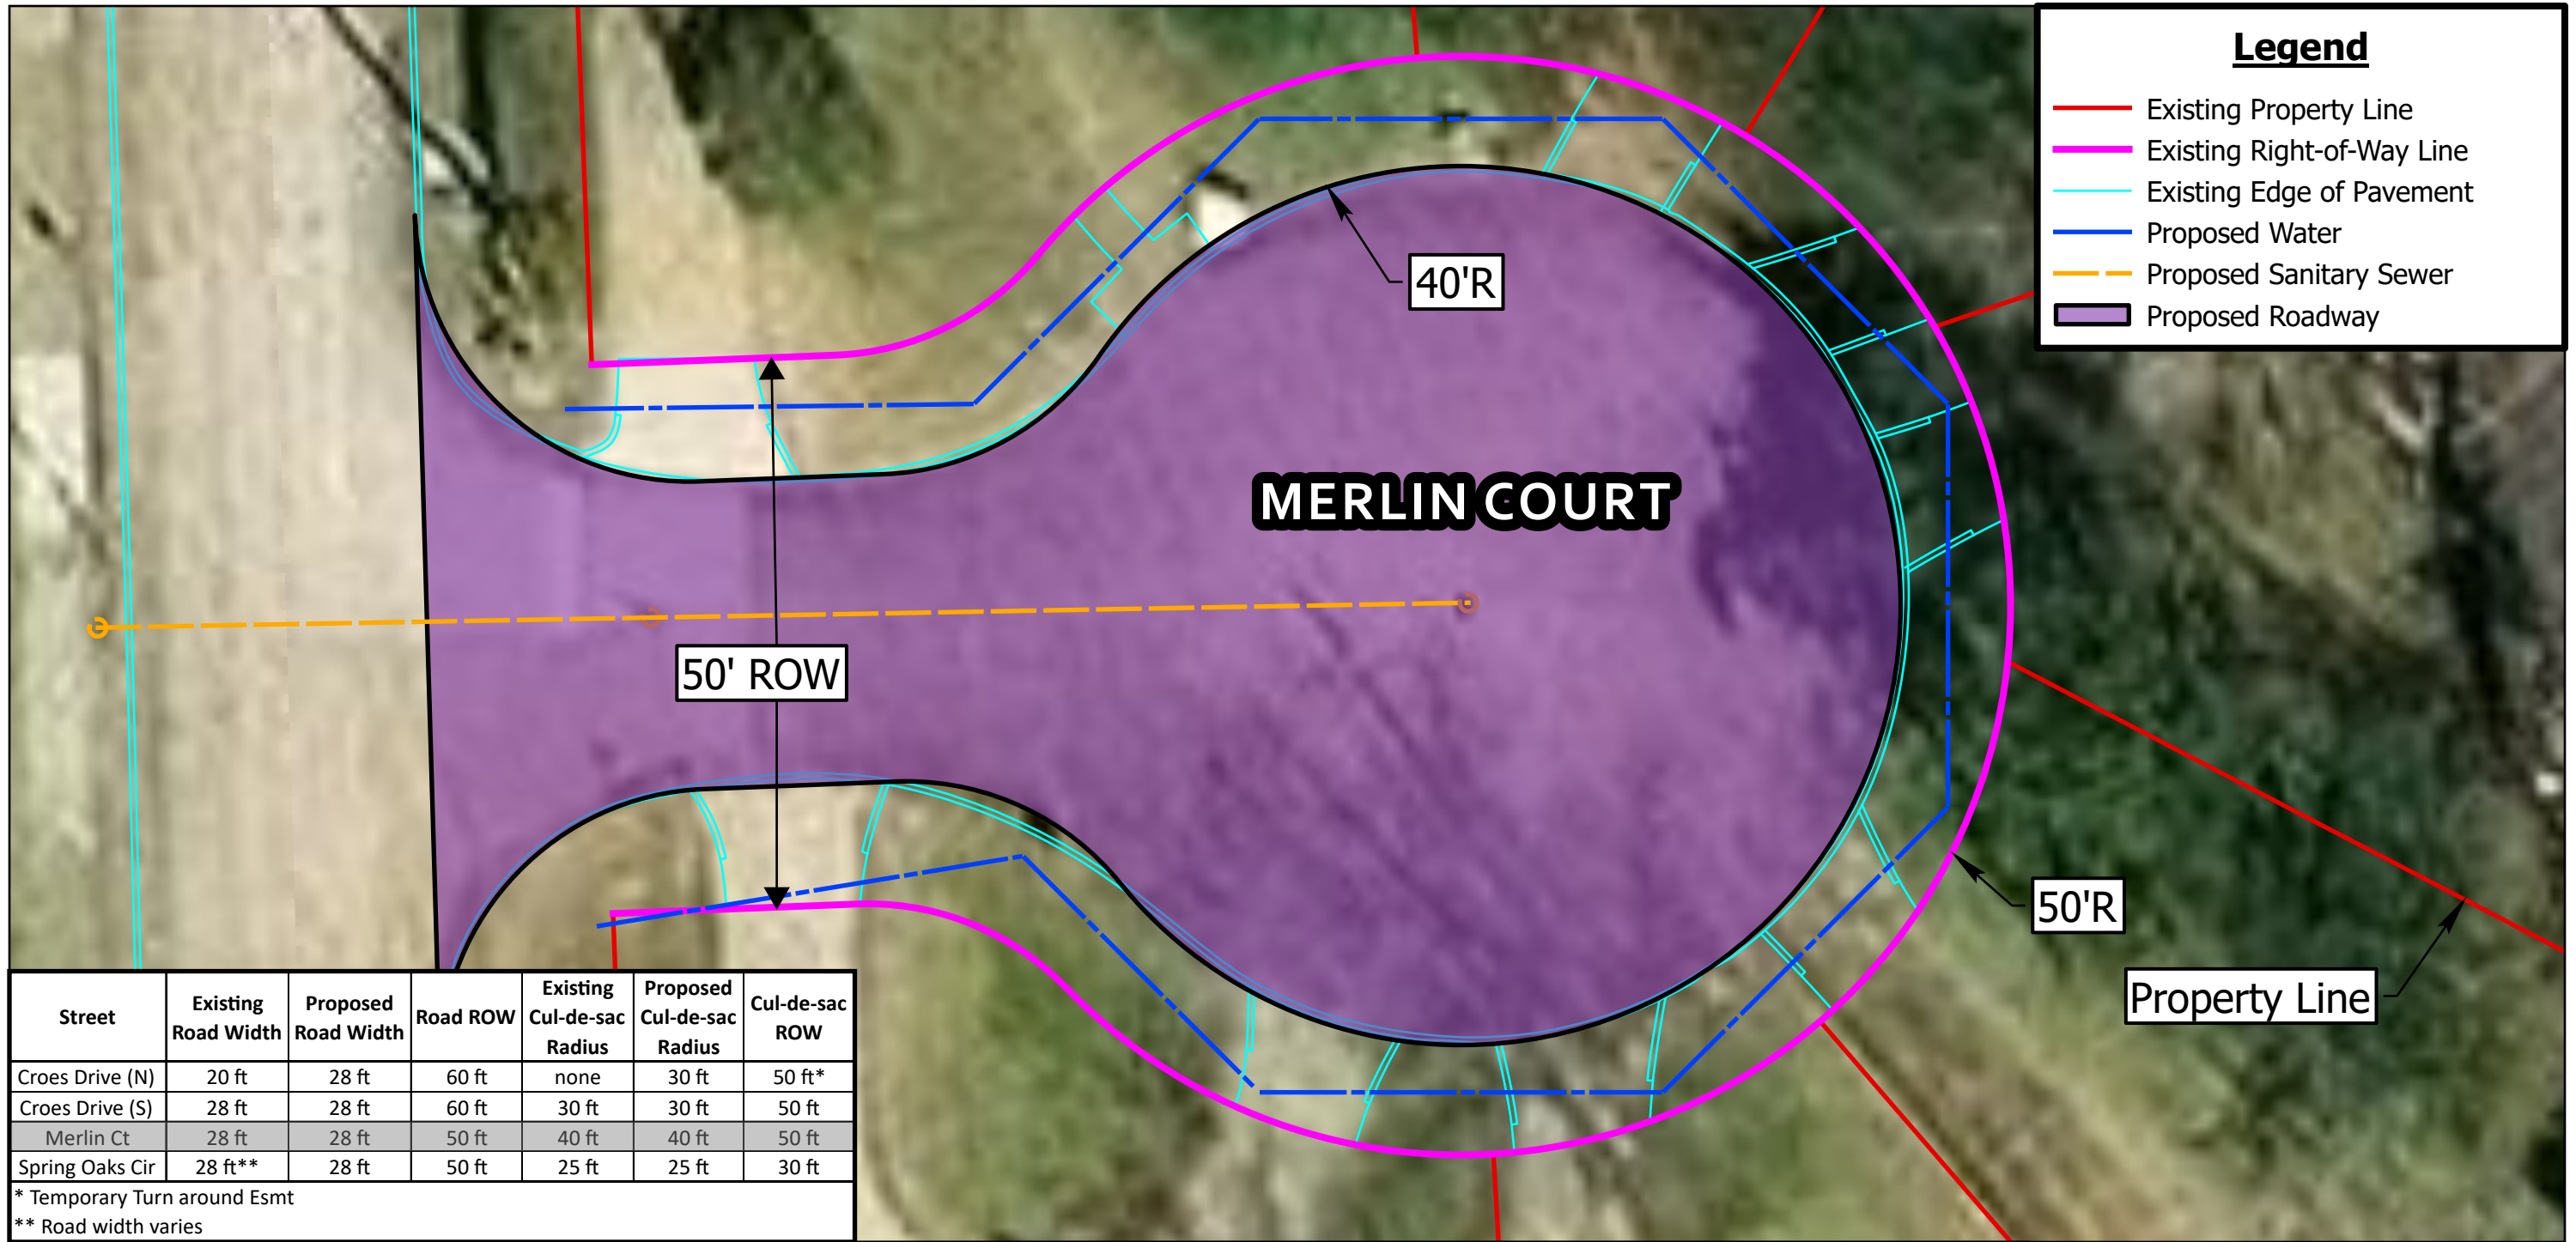 Legend
Existing Property Line
Existing Right-of-Way Line
Existing Edge of Pavement
Proposed Water
Proposed Sanitary Sewer
Proposed Roadway
40'R
MERLIN COURT
50' ROW
50'R
Property Line
Street Existing Road Width Proposed Road Width Road ROW Existing Cul-de-sac Radius Proposed Cul-de-sac Radius Cul-de-sac ROW
Croes Drive (N) 20 ft 28 ft 60 ft none 30 ft 50 ft*
Croes Drive (S) 28 ft 28 ft 60 ft 30 ft 30 ft 50 ft
Merlin Ct 28 ft 28 ft 50 ft 40 ft 40 ft 50 ft
Spring Oaks Cir 28 ft** 28 ft 50 ft 25 ft 25 ft 30 ft
* Temporary Turn around Esmt
** Road width varies